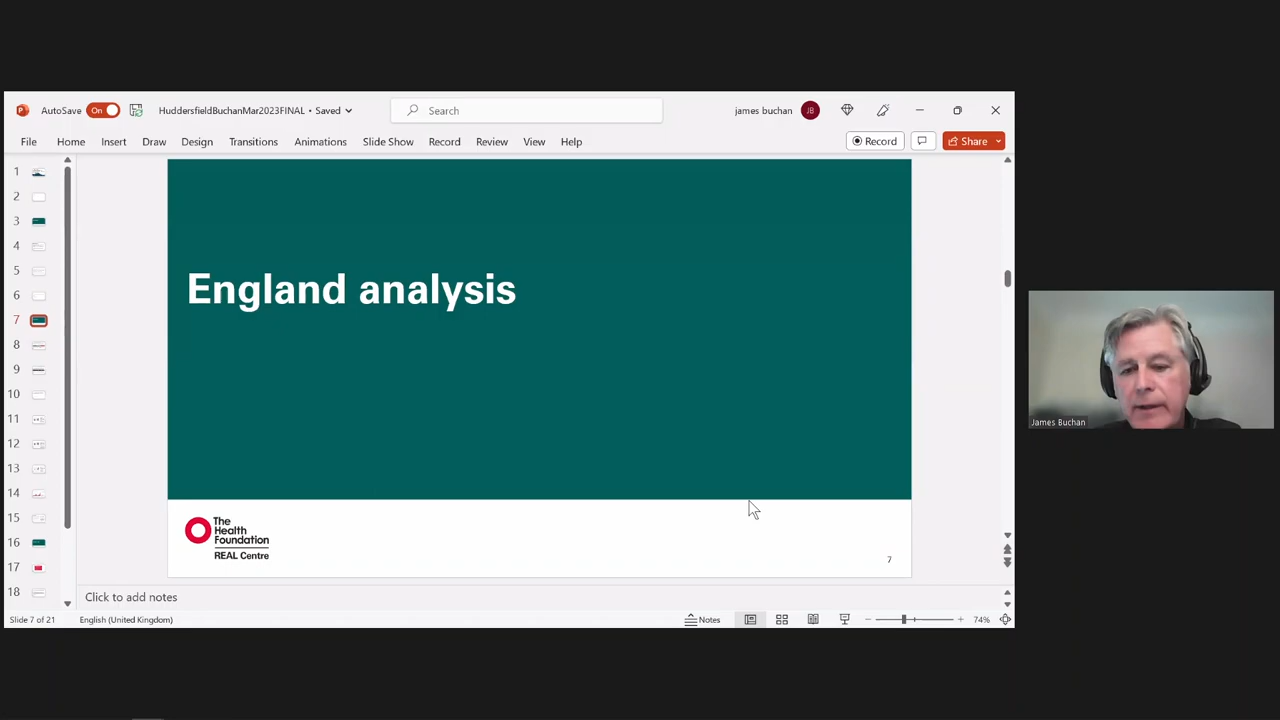 AutoSave On HuddersfieldBuchanMar2023FINAL • Saved Search james buchan JB
File Home Insert Draw Design Transitions Animations Slide Show Record Review View Help Record Share
1
2
3
4
5
6
7
8
9
10
11
12
13
14
15
16
17
18
England analysis
The
Health
Foundation
REAL Centre
7
Click to add notes
Slide 7 of 21 English (United Kingdom) Notes 74%
James Buchan